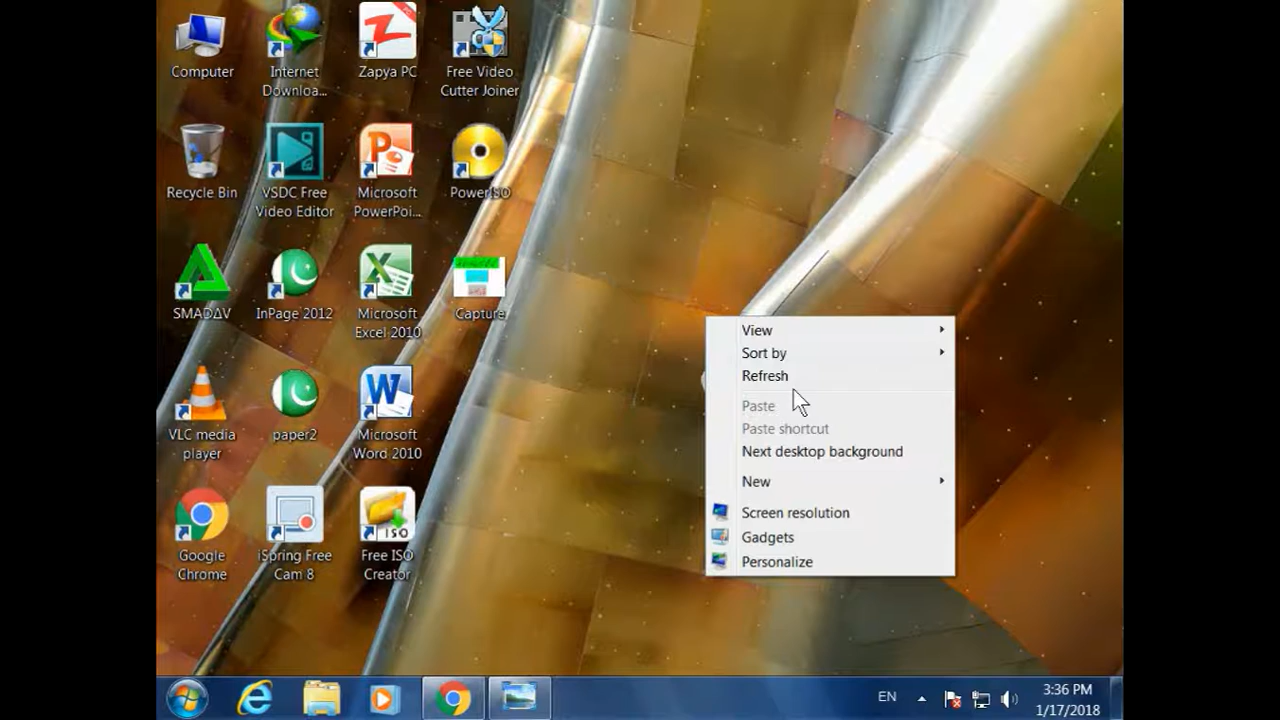 Computer
Internet
Downloa...
Zapya PC
Free Video
Cutter Joiner
Recycle Bin
VSDC Free
Video Editor
Microsoft
PowerPoi...
PowerISO
SMADΔV
InPage 2012
Microsoft
Excel 2010
Capture
VLC media
player
paper2
Microsoft
Word 2010
Google
Chrome
iSpring Free
Cam 8
ISO
Free ISO
Creator
View
Sort by
Refresh
Paste
Paste shortcut
Next desktop background
New
Screen resolution
Gadgets
Personalize
EN
3:36 PM
1/17/2018